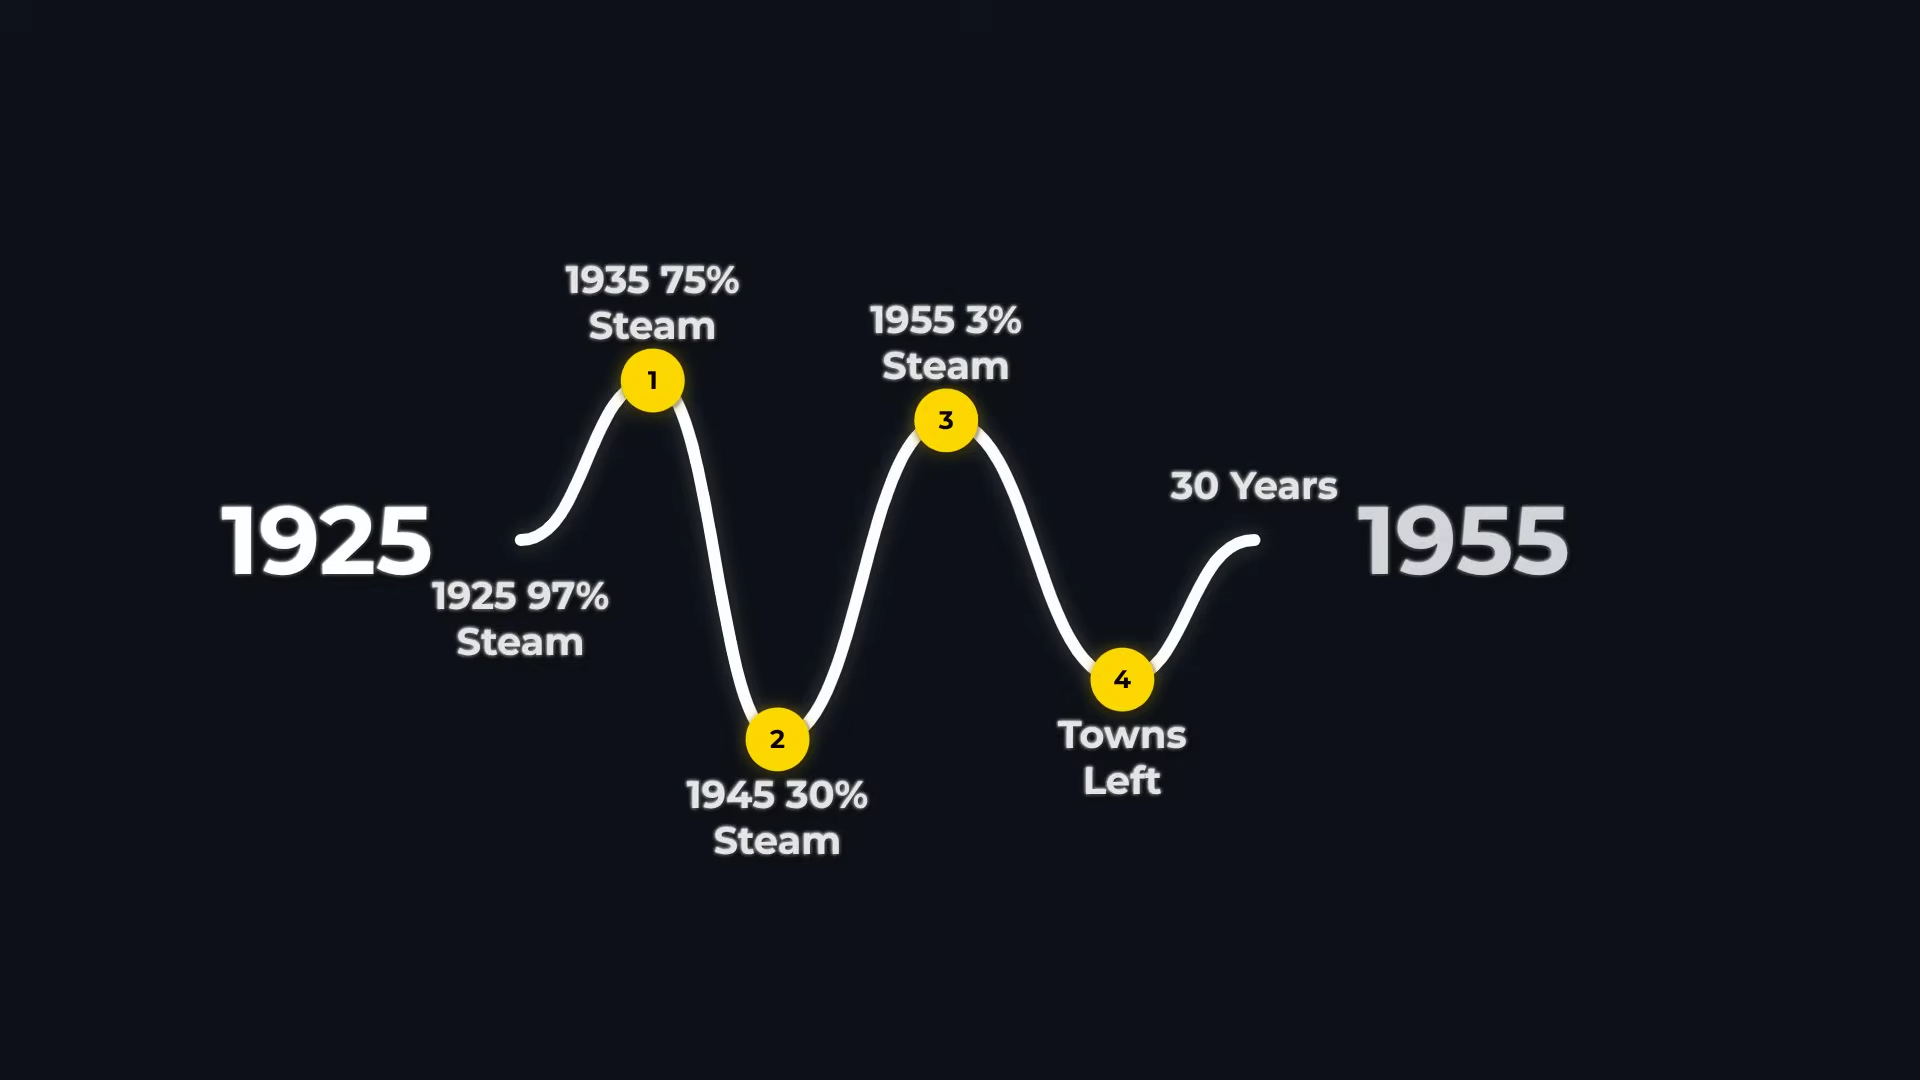 1925
1925 97%
Steam
1935 75%
Steam
1
2
1945 30%
Steam
1955 3%
Steam
3
4
Towns
Left
30 Years
1955